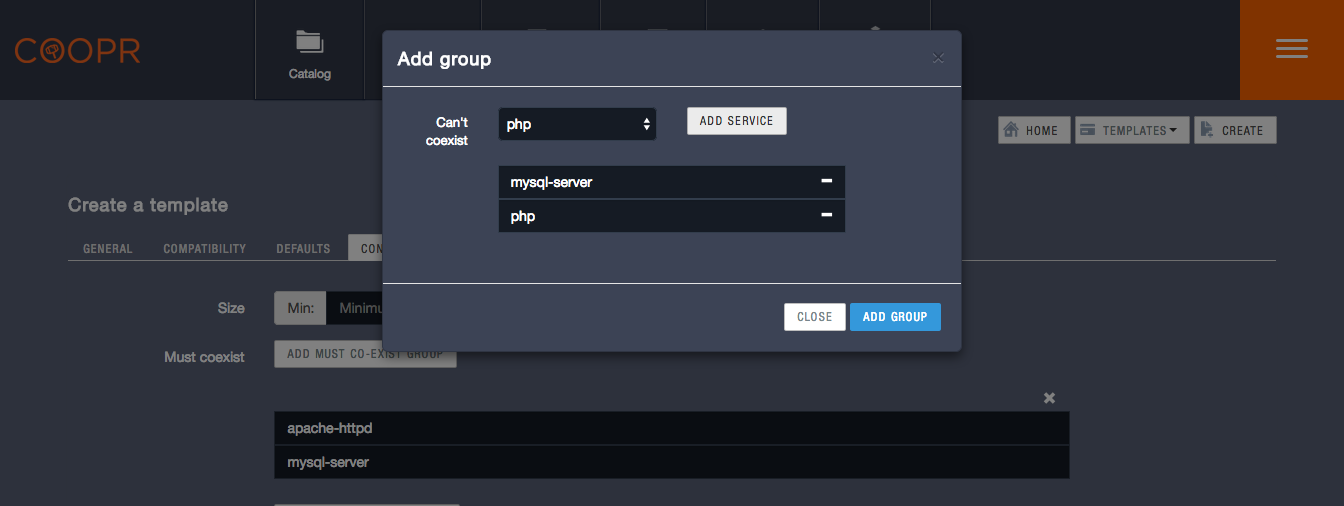 COOPR
Catalog
Add group
×
Can't
coexist
php
ADD SERVICE
mysql-server
php
CLOSE
ADD GROUP
HOME
TEMPLATES
CREATE
Create a template
GENERAL
COMPATIBILITY
DEFAULTS
CON
Size
Min:
Minimu
Must coexist
ADD MUST CO-EXIST GROUP
apache-httpd
mysql-server